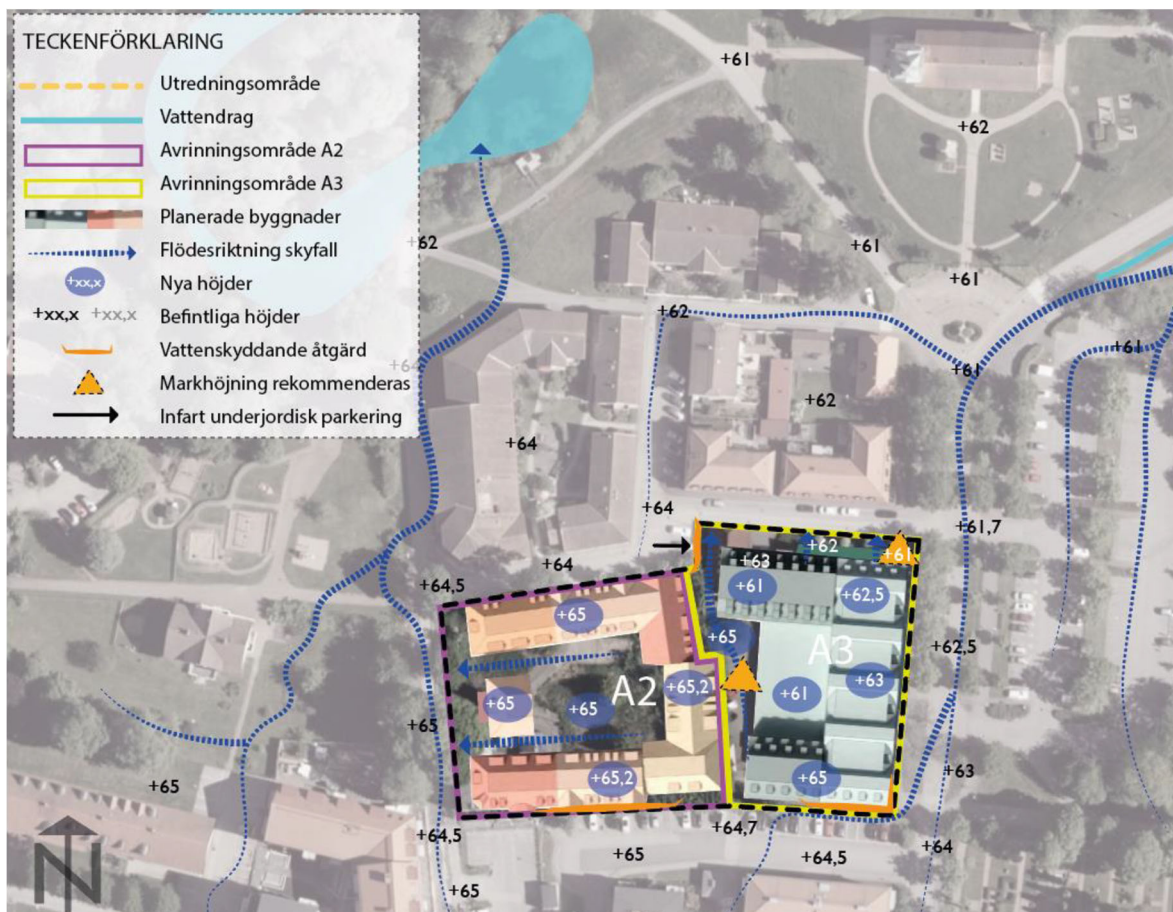 TECKENFÖRKLARING
Utredningsområde
Vattendrag
Avrinningsområde A2
Avrinningsområde A3
Planerade byggnader
Flödesriktning skyfall
+xx,x Nya höjder
+xx,x +xx,x Befintliga höjder
Vattenskyddande åtgärd
Markhöjning rekommenderas
Infart underjordisk parkering
+61
+62
+62
+61
+61
+62
+61
+61
+64
+62
+64
+64
+61,7
+64
+62
+61
+63
+64,5
+61
+62,5
+65
+65
+62,5
A3
+65
+65
+65
A2
+65,2
+61
+63
+65
+65,2
+65
+63
+64,5
+64,7
+64
+65
+64,5
+65
N